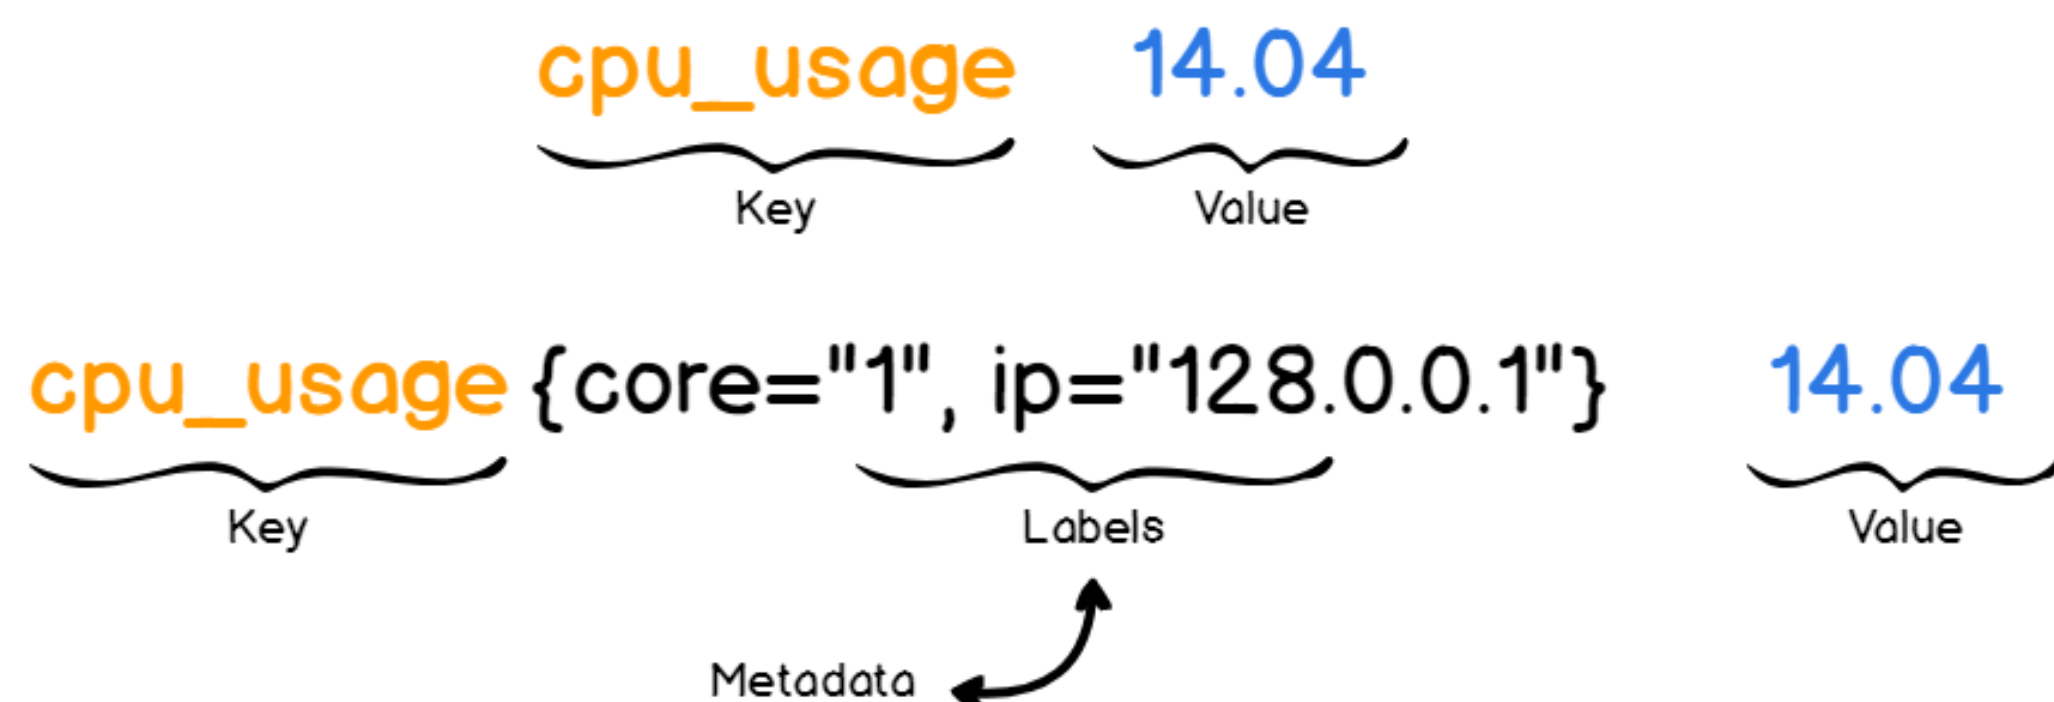 cpu_usage 14.04
Key Value
cpu_usage {core="1", ip="128.0.0.1"} 14.04
Key Labels Value
Metadata